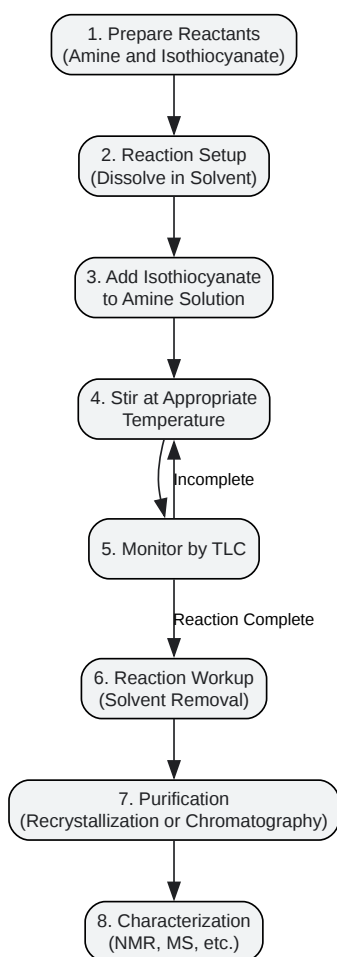 1. Prepare Reactants
(Amine and Isothiocyanate)
2. Reaction Setup
(Dissolve in Solvent)
3. Add Isothiocyanate
to Amine Solution
4. Stir at Appropriate
Temperature
Incomplete
5. Monitor by TLC
Reaction Complete
6. Reaction Workup
(Solvent Removal)
7. Purification
(Recrystallization or Chromatography)
8. Characterization
(NMR, MS, etc.)